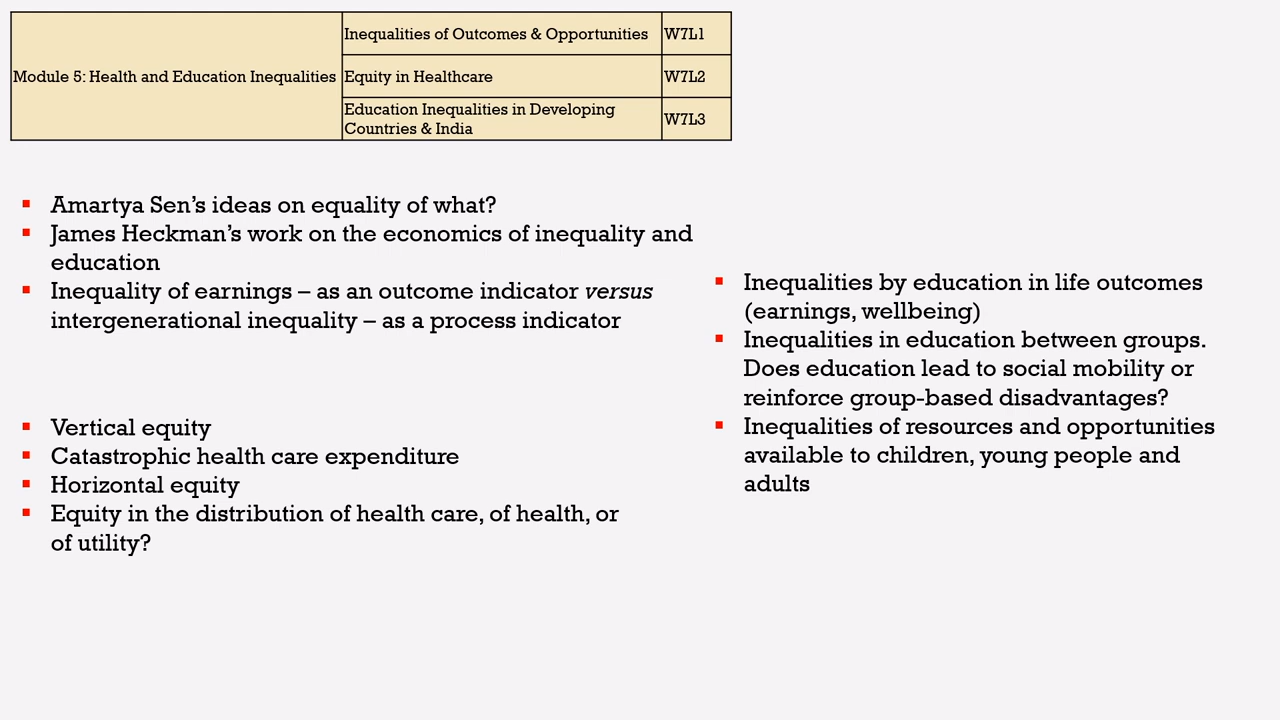 Module 5: Health and Education Inequalities
Inequalities of Outcomes & Opportunities
W7L1
Equity in Healthcare
W7L2
Education Inequalities in Developing
Countries & India
W7L3
▪ Amartya Sen’s ideas on equality of what?
▪ James Heckman’s work on the economics of inequality and
education
▪ Inequality of earnings – as an outcome indicator versus
intergenerational inequality – as a process indicator
▪ Vertical equity
▪ Catastrophic health care expenditure
▪ Horizontal equity
▪ Equity in the distribution of health care, of health, or
of utility?
▪ Inequalities by education in life outcomes
(earnings, wellbeing)
▪ Inequalities in education between groups.
Does education lead to social mobility or
reinforce group-based disadvantages?
▪ Inequalities of resources and opportunities
available to children, young people and
adults